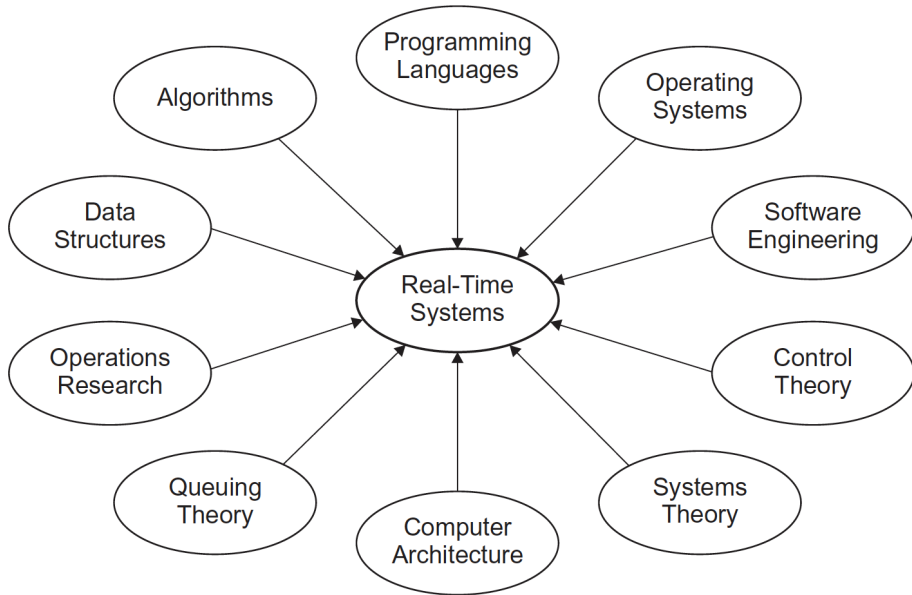 Programming
Languages
Algorithms
Operating
Systems
Data
Structures
Software
Engineering
Real-Time
Systems
Operations
Research
Control
Theory
Queuing
Theory
Systems
Theory
Computer
Architecture